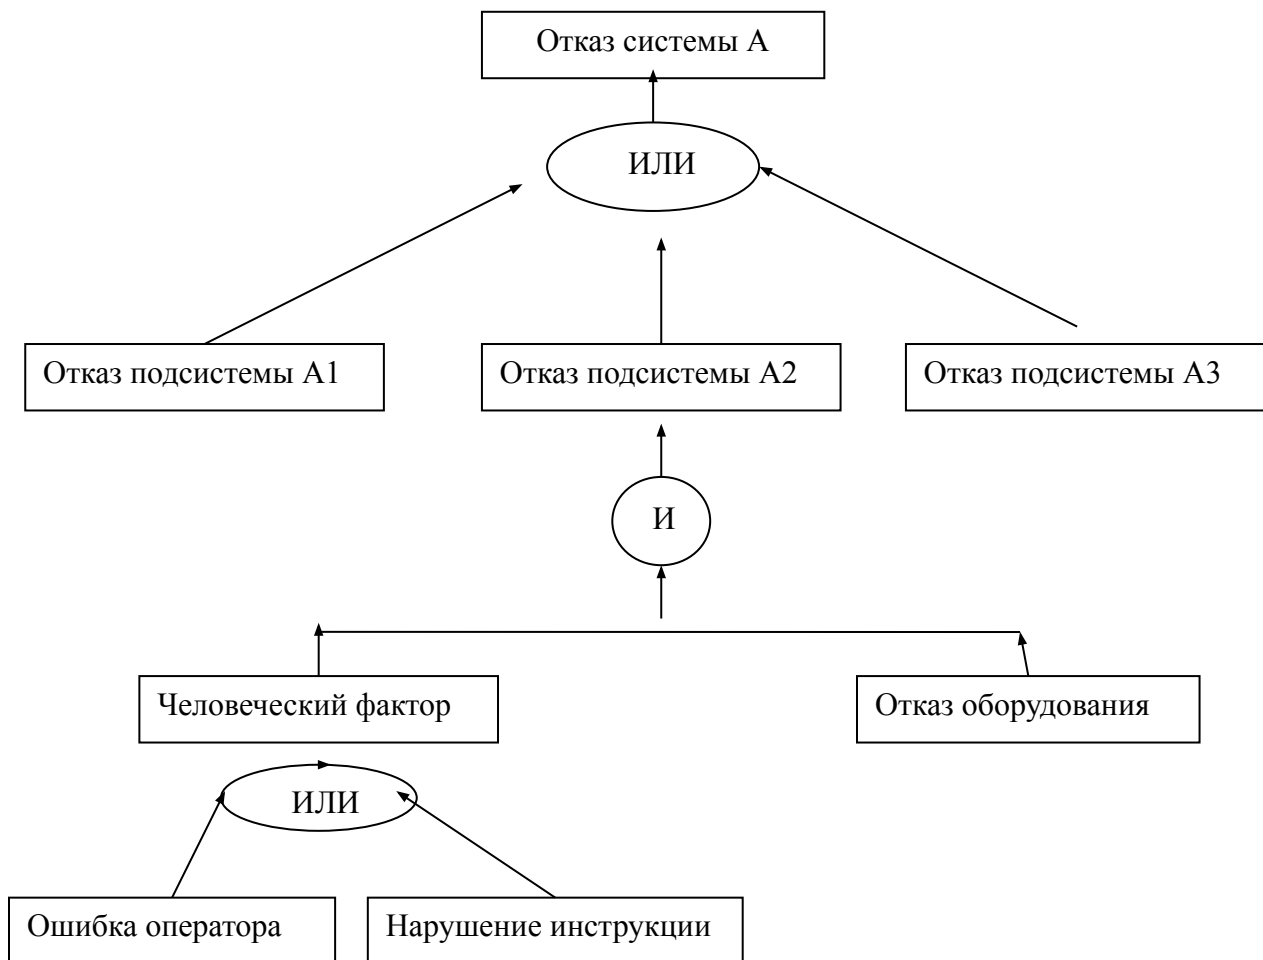 Отказ системы А
ИЛИ
Отказ подсистемы А1
Отказ подсистемы А2
Отказ подсистемы А3
И
Человеческий фактор
Отказ оборудования
ИЛИ
Ошибка оператора
Нарушение инструкции